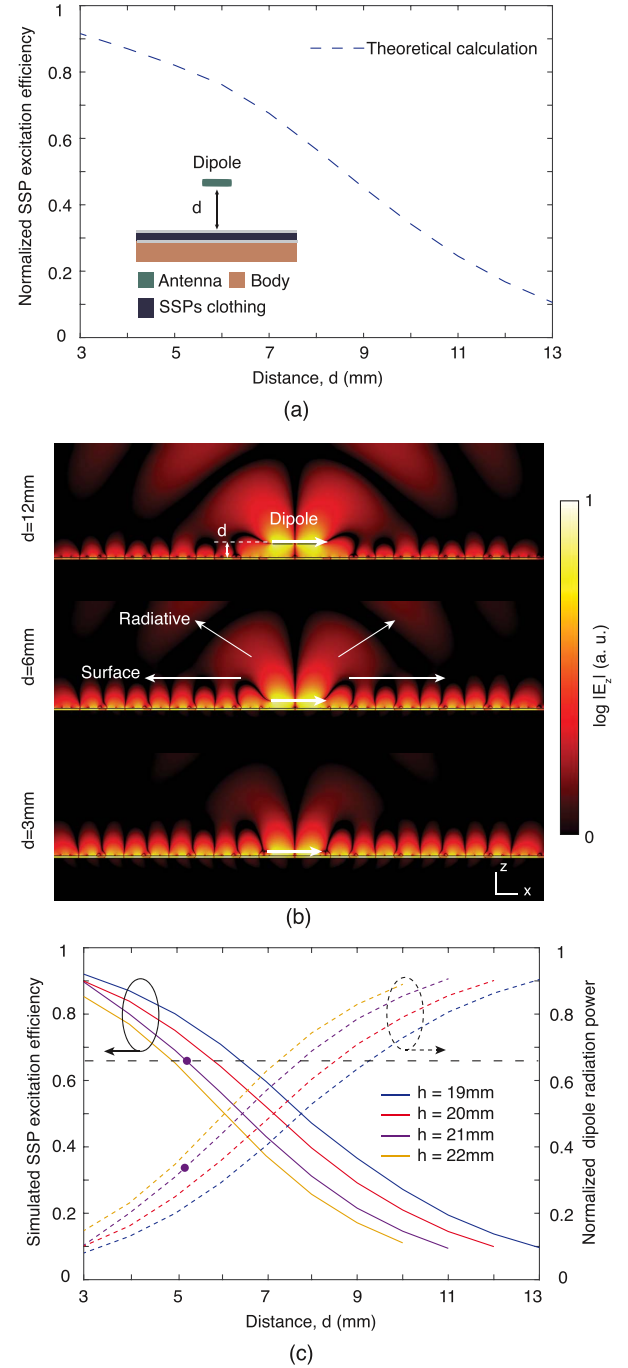 1
0.8
0.6
0.4
0.2
0
Normalized SSP excitation efficiency
Theoretical calculation
Dipole
d
Antenna
Body
SSPs clothing
3
5
7
9
11
13
Distance, d (mm)
(a)
d=12mm
d
Dipole
d=6mm
Radiative
Surface
d=3mm
z
x
1
0
log |E_z| (a. u.)
(b)
1
0.8
0.6
0.4
0.2
0
Simulated SSP excitation efficiency
h = 19mm
h = 20mm
h = 21mm
h = 22mm
1
0.8
0.6
0.4
0.2
0
Normalized dipole radiation power
3
5
7
9
11
13
Distance, d (mm)
(c)